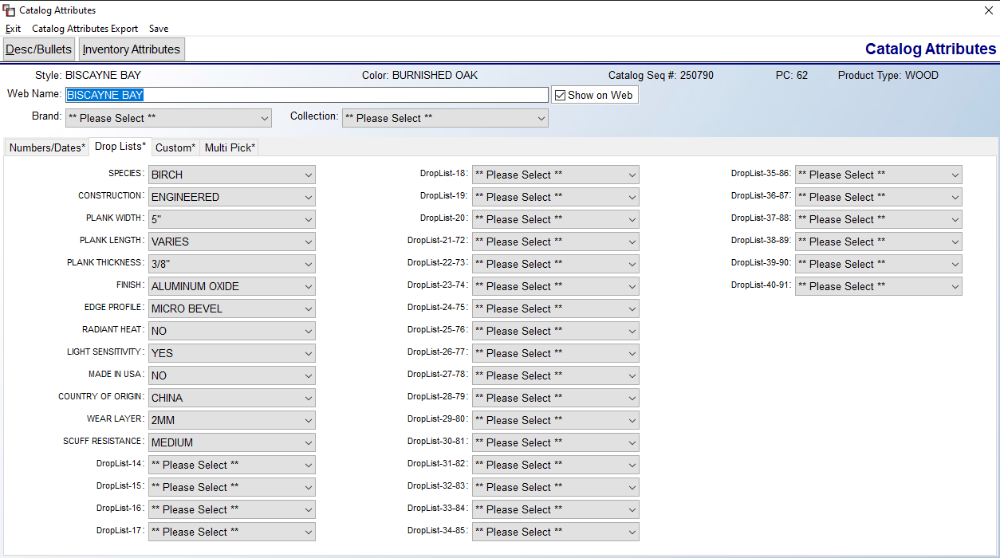 Catalog Attributes
Exit Catalog Attributes Export Save
Desc/Bullets Inventory Attributes Catalog Attributes
Style: BISCAYNE BAY Color: BURNISHED OAK Catalog Seq #: 250790 PC: 62 Product Type: WOOD
Web Name: BISCAYNE BAY Show on Web
Brand: ** Please Select ** Collection: ** Please Select **
Numbers/Dates* Drop Lists* Custom* Multi Pick*
SPECIES: BIRCH DropList-18: ** Please Select ** DropList-35-86: ** Please Select **
CONSTRUCTION: ENGINEERED DropList-19: ** Please Select ** DropList-36-87: ** Please Select **
PLANK WIDTH: 5" DropList-20: ** Please Select ** DropList-37-88: ** Please Select **
PLANK LENGTH: VARIES DropList-21-72: ** Please Select ** DropList-38-89: ** Please Select **
PLANK THICKNESS: 3/8" DropList-22-73: ** Please Select ** DropList-39-90: ** Please Select **
FINISH: ALUMINUM OXIDE DropList-23-74: ** Please Select ** DropList-40-91: ** Please Select **
EDGE PROFILE: MICRO BEVEL DropList-24-75: ** Please Select **
RADIANT HEAT: NO DropList-25-76: ** Please Select **
LIGHT SENSITIVITY: YES DropList-26-77: ** Please Select **
MADE IN USA: NO DropList-27-78: ** Please Select **
COUNTRY OF ORIGIN: CHINA DropList-28-79: ** Please Select **
WEAR LAYER: 2MM DropList-29-80: ** Please Select **
SCUFF RESISTANCE: MEDIUM DropList-30-81: ** Please Select **
DropList-14: ** Please Select ** DropList-31-82: ** Please Select **
DropList-15: ** Please Select ** DropList-32-83: ** Please Select **
DropList-16: ** Please Select ** DropList-33-84: ** Please Select **
DropList-17: ** Please Select ** DropList-34-85: ** Please Select **